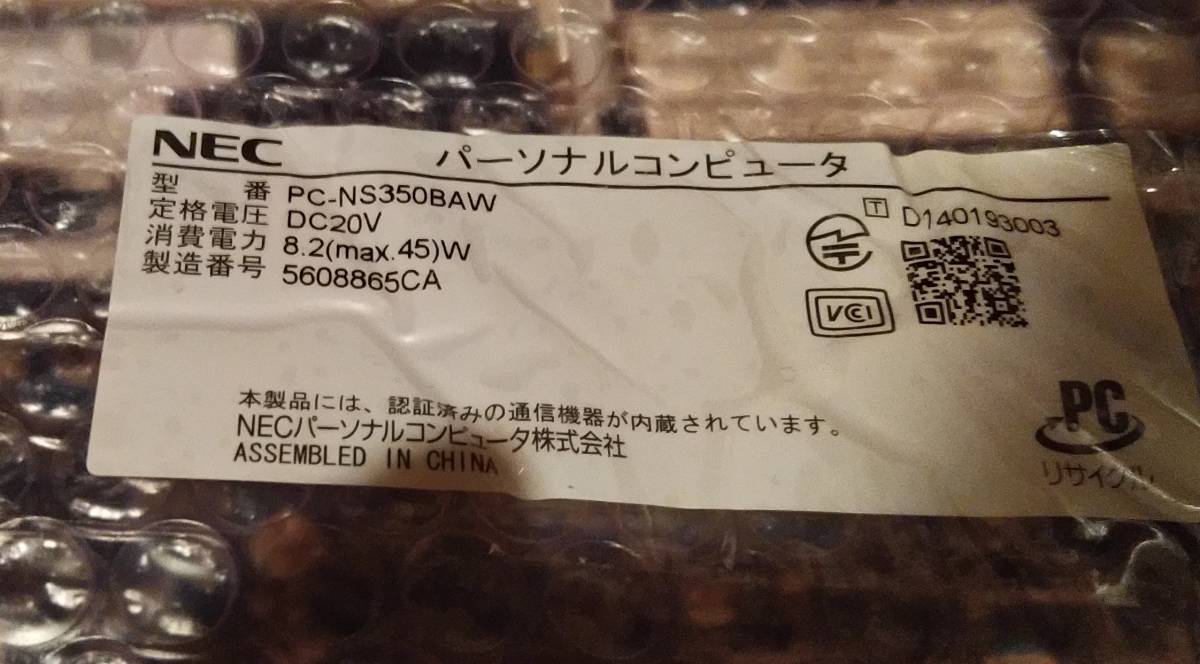 NEC パーソナルコンピュータ
型 番 PC-NS350BAW
定格電圧 DC20V
消費電力 8.2(max.45)W
製造番号 5608865CA
T D140193003
VCI
本製品には、認証済みの通信機器が内蔵されています。
NECパーソナルコンピュータ株式会社
ASSEMBLED IN CHINA
PC
リサイクル